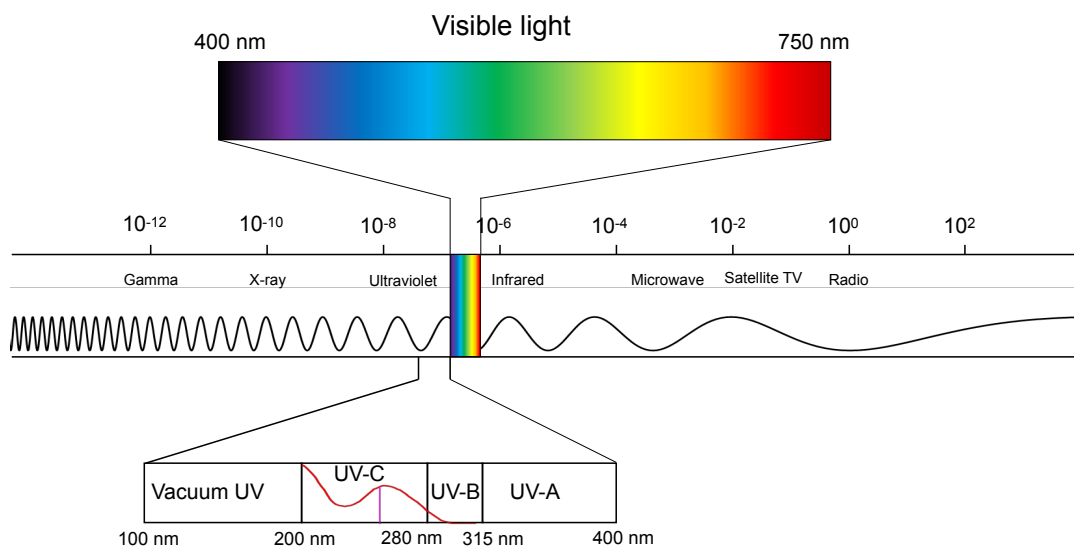 Visible light
400 nm 750 nm
10-12 10-10 10-8 10-6 10-4 10-2 100 102
Gamma X-ray Ultraviolet Infrared Microwave Satellite TV Radio
Vacuum UV UV-C UV-B UV-A
100 nm 200 nm 280 nm 315 nm 400 nm